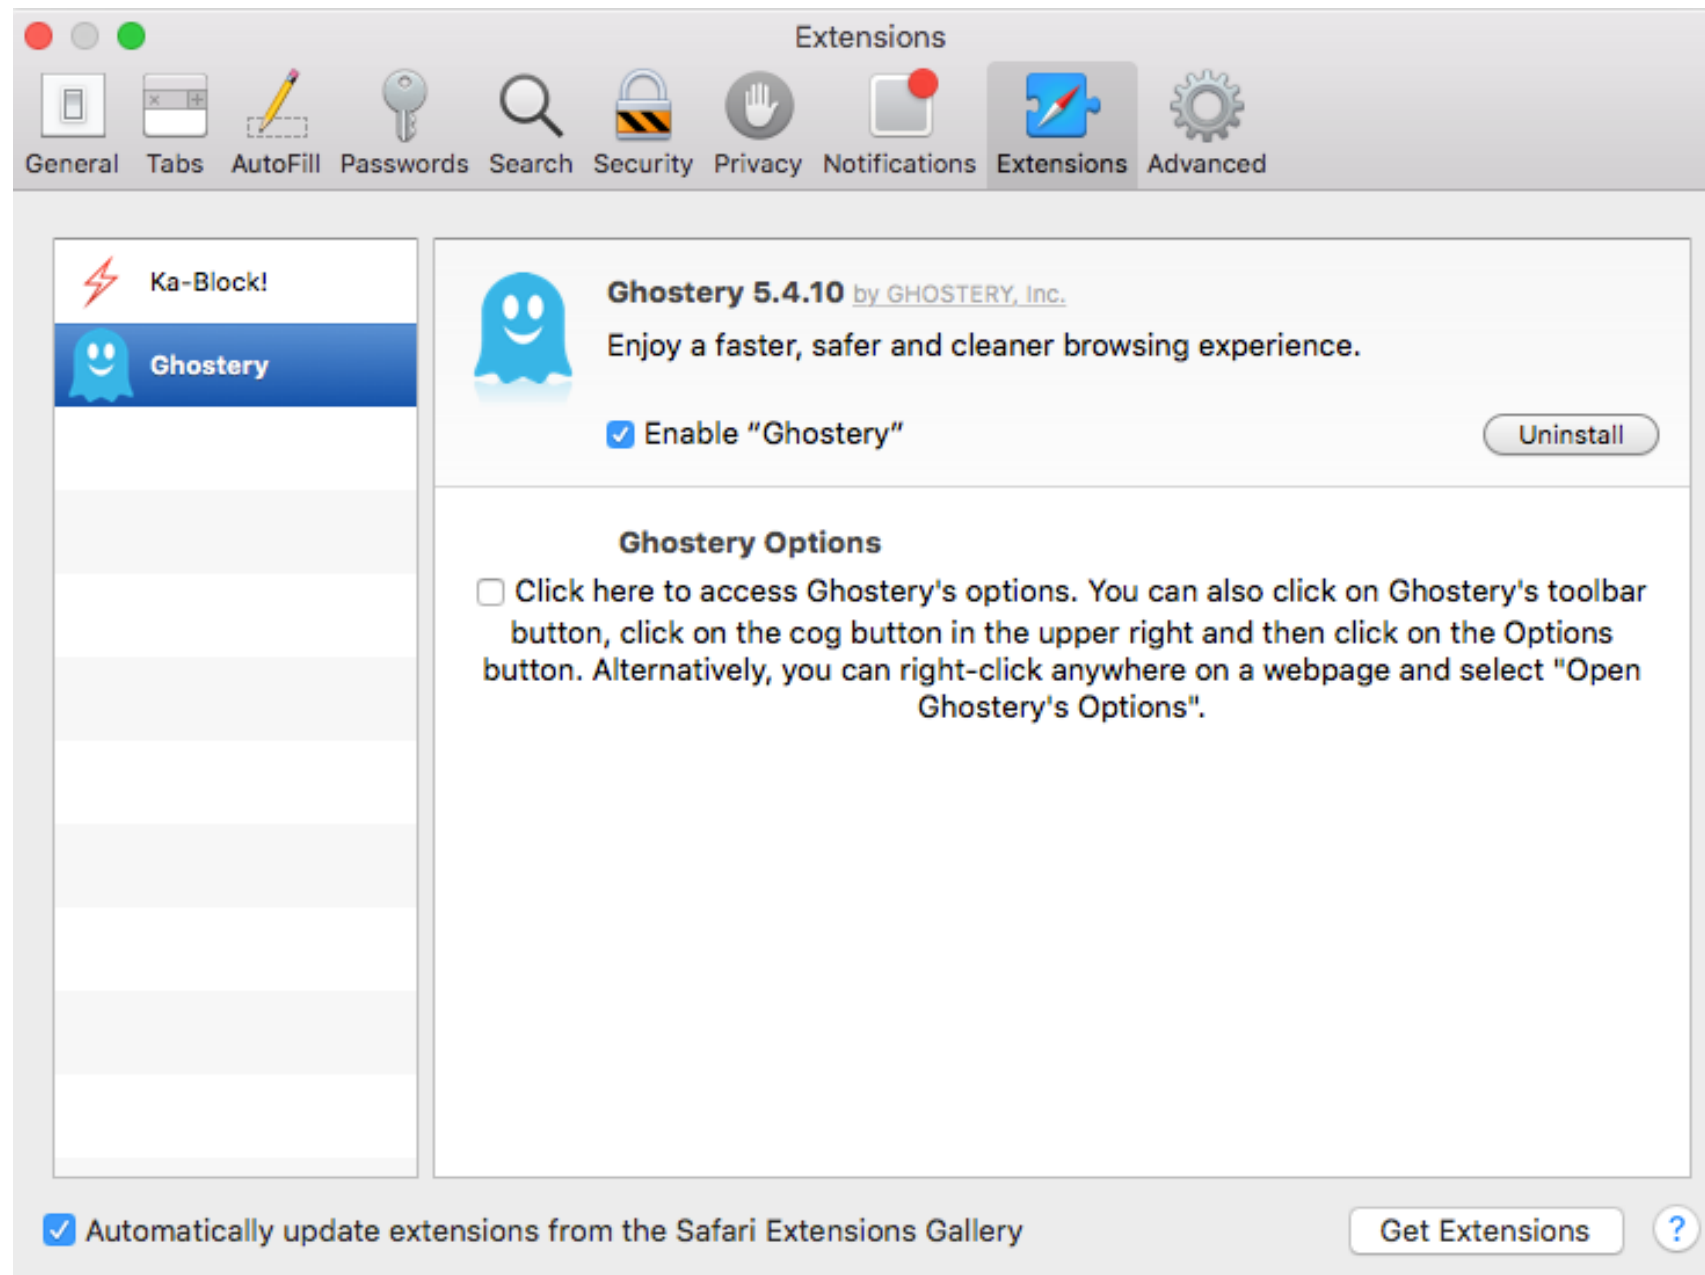 Extensions
General Tabs AutoFill Passwords Search Security Privacy Notifications Extensions Advanced
Ka-Block!
Ghostery
Ghostery 5.4.10 by GHOSTERY, Inc.
Enjoy a faster, safer and cleaner browsing experience.
Enable “Ghostery”
Uninstall
Ghostery Options
Click here to access Ghostery's options. You can also click on Ghostery's toolbar
button, click on the cog button in the upper right and then click on the Options
button. Alternatively, you can right-click anywhere on a webpage and select "Open
Ghostery's Options".
Automatically update extensions from the Safari Extensions Gallery
Get Extensions
?